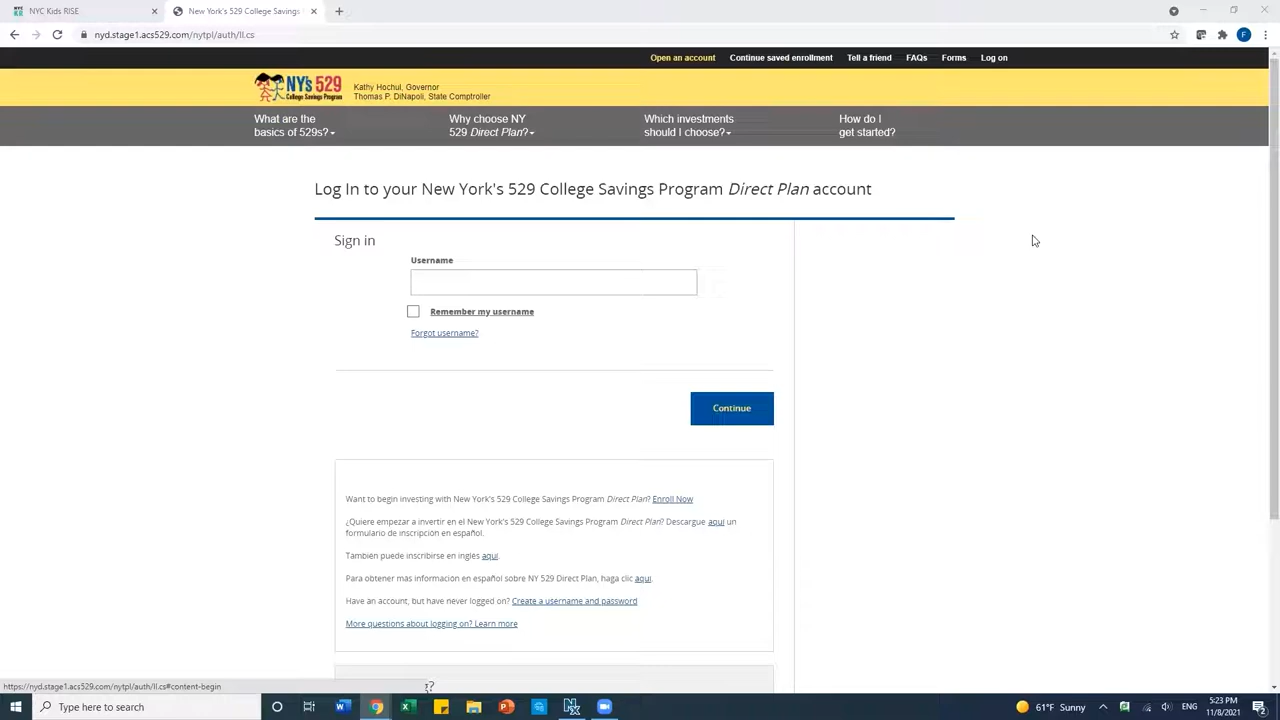 NYC Kids RISE
New York's 529 College Savings
nyd.stage1.acs529.com/nytpl/auth/ll.cs
Open an account Continue saved enrollment Tell a friend FAQs Forms Log on
NY's 529
College Savings Program
Kathy Hochul, Governor
Thomas P. DiNapoli, State Comptroller
What are the
basics of 529s?
Why choose NY
529 Direct Plan?
Which investments
should I choose?
How do I
get started?
Log In to your New York's 529 College Savings Program Direct Plan account
Sign in
Username
Remember my username
Forgot username?
Continue
Want to begin investing with New York's 529 College Savings Program Direct Plan? Enroll Now
¿Quiere empezar a invertir en el New York's 529 College Savings Program Direct Plan? Descargue aquí un
formulario de inscripción en español.
También puede inscribirse en inglés aquí.
Para obtener más información en español sobre NY 529 Direct Plan, haga clic aquí.
Have an account, but have never logged on? Create a username and password
More questions about logging on? Learn more
https://nyd.stage1.acs529.com/nytpl/auth/ll.cs#content-begin
Type here to search
61°F Sunny
ENG
5:23 PM
11/8/2021